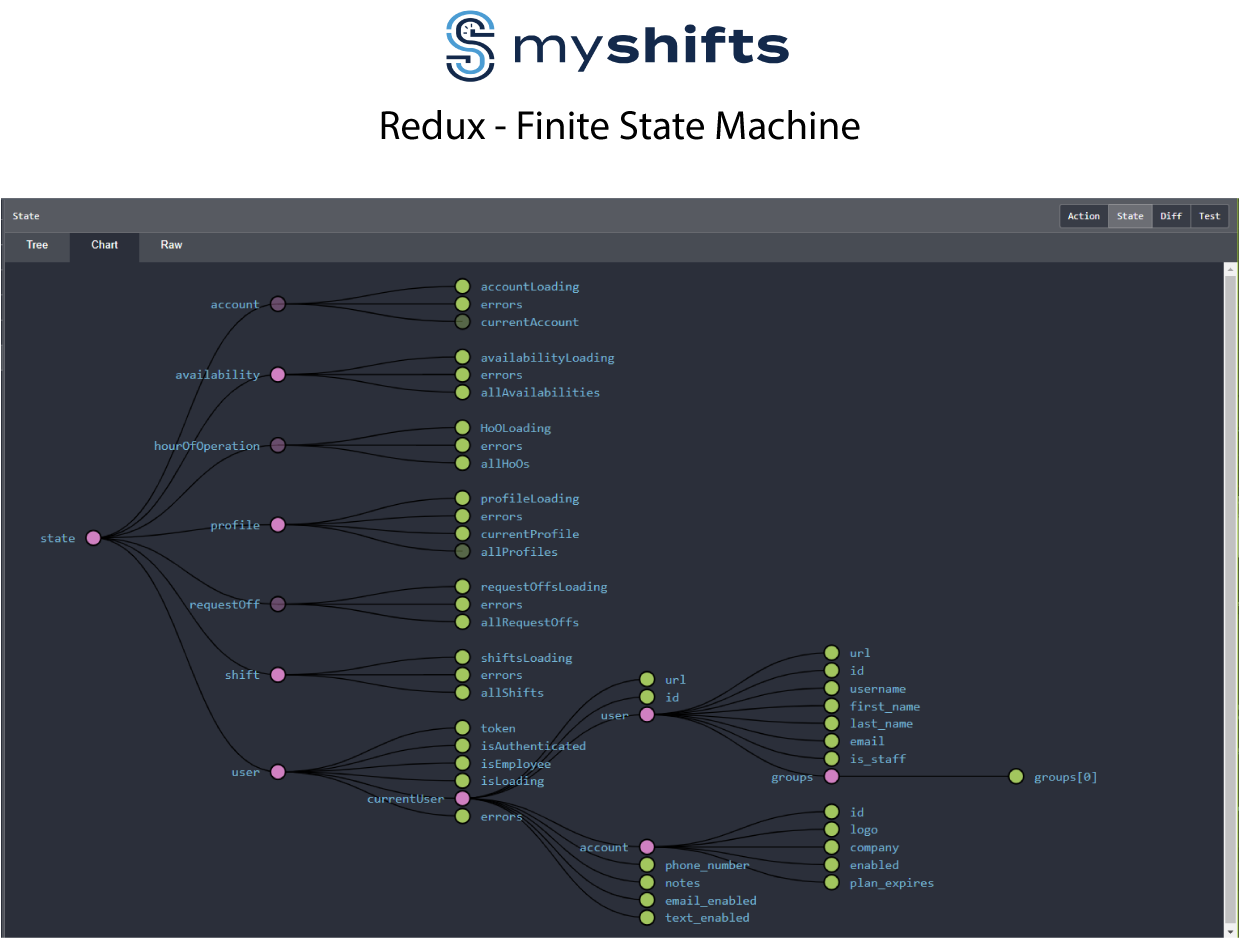 myshifts
Redux - Finite State Machine
State
Action State Diff Test
Tree Chart Raw
accountLoading
account
errors
currentAccount
availabilityLoading
availability
errors
allAvailabilities
HoOLoading
hourOfOperation
errors
allHoOs
profileLoading
profile
errors
currentProfile
state
allProfiles
requestOffsLoading
requestOff
errors
allRequestOffs
shiftsLoading
shift
errors
allShifts
token
isAuthenticated
user
isEmployee
isLoading
currentUser
errors
url
id
user
url
id
username
first_name
last_name
email
is_staff
groups
groups[0]
account
phone_number
notes
email_enabled
text_enabled
id
logo
company
enabled
plan_expires